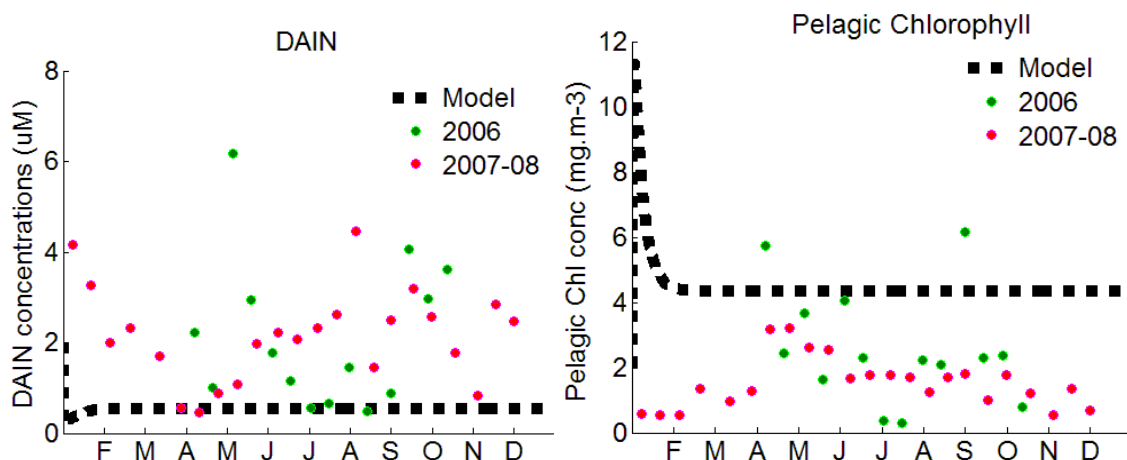 DAIN
DAIN concentrations (uM)
8
6
4
2
0
Model
2006
2007-08
F M A M J J A S O N D
Pelagic Chlorophyll
Pelagic Chl conc (mg.m-3)
12
10
8
6
4
2
0
Model
2006
2007-08
F M A M J J A S O N D